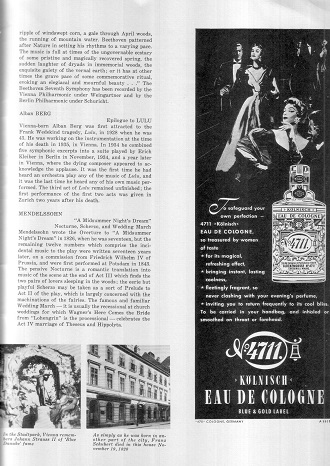 ripple of windswept corn, a gale through April woods,
the running of mountain water. Beethoven patterned
after Nature in setting his rhythm to a varying pace.
The music is full at times of the ungovernable ecstasy
of some pristine and magically recovered spring, the
sudden laughter of dryads in immemorial woods, the
exquisite gaiety of the vernal earth; or it has at other
times the grave pace of some commemorative ritual,
evoking an elegiacal and mournful beauty . . ." The
Beethoven Seventh Symphony has been recorded by the
Vienna Philharmonic under Weingartner and by the
Berlin Philharmonic under Schuricht.
Alban BERG
Epilogue to LULU
Vienna-born Alban Berg was first attracted to the
Frank Wedekind tragedy, Lulu, in 1928 when he was
43. He was working on the instrumentation at the time
of his death in 1935, in Vienna. In 1934 he combined
five symphonic excerpts into a suite played by Erich
Kleiber in Berlin in November, 1934, and a year later
in Vienna, where the dying composer appeared to ac-
knowledge the applause. It was the first time he had
heard an orchestra play any of the music of Lulu, and
it was the last time he heard any of his own music per-
formed. The third act of Lulu remained unfinished; the
first performance of the first two acts was given in
Zurich two years after his death.
MENDELSSOHN
"A Midsummer Night's Dream"
Nocturne, Scherzo, and Wedding March
Mendelssohn wrote the Overture to "A Midsummer
Night's Dream" in 1826, when he was seventeen, but the
remaining twelve numbers which comprise the inci-
dental music to the play were written seventeen years
later, on a commission from Friedrich Wilhelm IV of
Prussia, and were first performed at Potsdam in 1843.
The pensive Nocturne is a romantic translation into
music of the scene at the end of Act III which finds the
two pairs of lovers sleeping in the woods; the airy but
playful Scherzo may be taken as a sort of Prelude to
Act II of the play, which is largely concerned with the
machinations of the fairies. The famous and familiar
Wedding March — it is usually the recessional at church
weddings for which Wagner's Here Comes the Bride
from "Lohengrin" is the processional — celebrates the
Act IV marriage of Theseus and Hippolyta.
In the Stadtpark, Vienna remem-
bers Johann Strauss II of 'Blue
Danube' fame
As simply as he was born in an-
other part of the city, Franz
Schubert died in this house Nov-
ember 19, 1828
To safeguard your
own perfection —
4711 »Kölnisch«
EAU DE COLOGNE,
so treasured by women
of taste
• for its magical,
refreshing effect,
• bringing instant, lasting
coolness,
• fleetingly fragrant, so
never clashing with your evening's perfume,
• inviting you to return frequently to its cool bliss.
To be carried in your handbag, and inhaled or
smoothed on throat or forehead.
KÖLNISCH
EAU DE COLOGNE
4711
№ 4711
· KÖLNISCH ·
EAU DE COLOGNE
BLUE & GOLD LABEL
4711 · COLOGNE, GERMANY